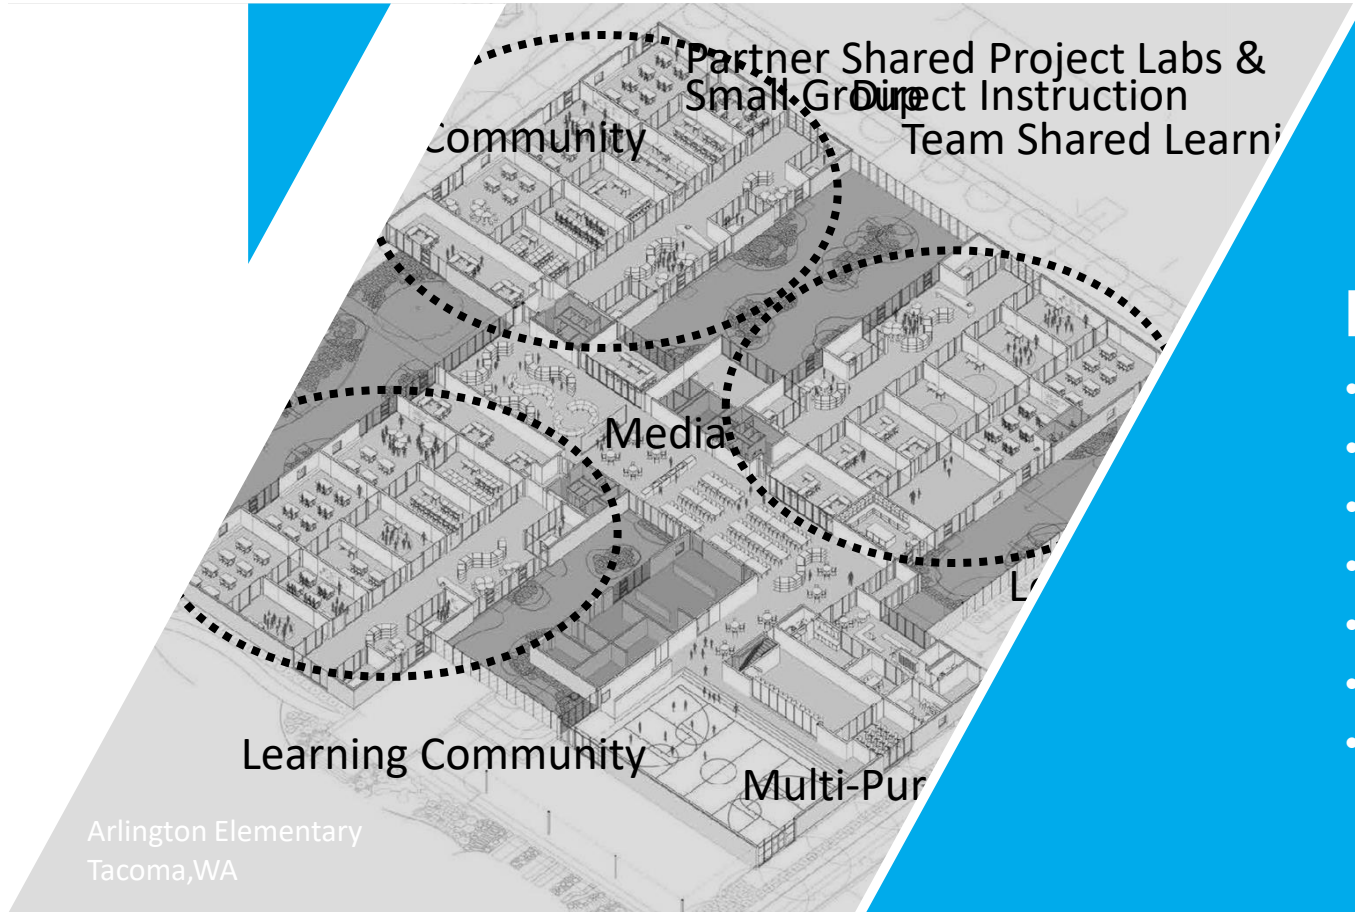 Partner Shared Project Labs &
Small Group
Direct Instruction
Community
Team Shared Learni
Media
Learning Community
Multi-Pur
Arlington Elementary
Tacoma,WA